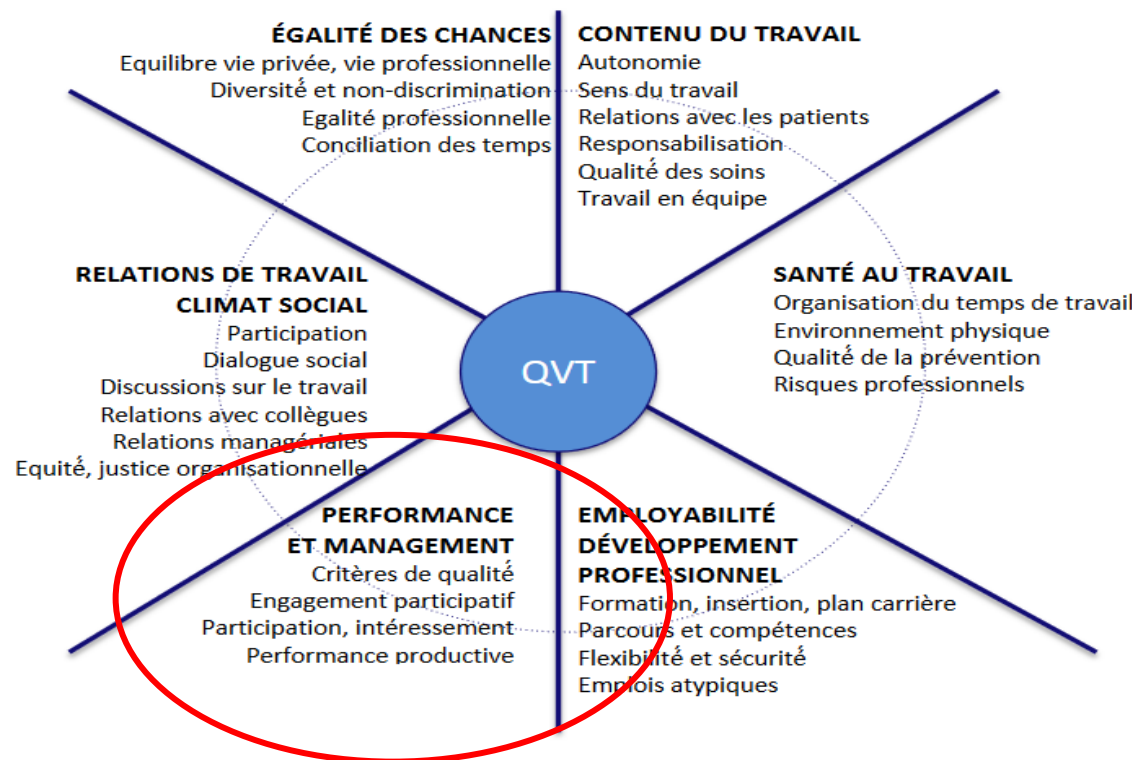 ÉGALITÉ DES CHANCES
Equilibre vie privée, vie professionnelle
Diversité et non-discrimination
Egalité professionnelle
Conciliation des temps
CONTENU DU TRAVAIL
Autonomie
Sens du travail
Relations avec les patients
Responsabilisation
Qualité des soins
Travail en équipe
RELATIONS DE TRAVAIL
CLIMAT SOCIAL
Participation
Dialogue social
Discussions sur le travail
Relations avec collègues
Relations managériales
Equité, justice organisationnelle
QVT
SANTÉ AU TRAVAIL
Organisation du temps de travail
Environnement physique
Qualité de la prévention
Risques professionnels
PERFORMANCE
ET MANAGEMENT
Critères de qualité
Engagement participatif
Participation, intéressement
Performance productive
EMPLOYABILITÉ
DÉVELOPPEMENT
PROFESSIONNEL
Formation, insertion, plan carrière
Parcours et compétences
Flexibilité et sécurité
Emplois atypiques